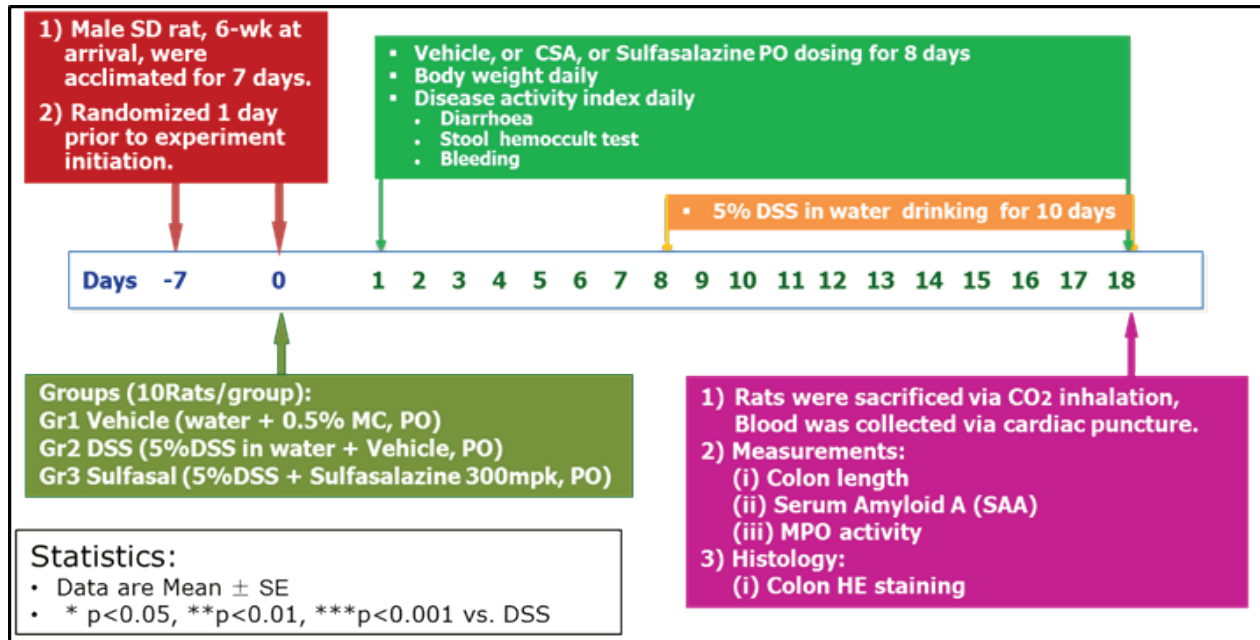 1) Male SD rat, 6-wk at
arrival, were
acclimated for 7 days.
2) Randomized 1 day
prior to experiment
initiation.
▪ Vehicle, or CSA, or Sulfasalazine PO dosing for 8 days
▪ Body weight daily
▪ Disease activity index daily
• Diarrhoea
• Stool hemoccult test
• Bleeding
▪ 5% DSS in water drinking for 10 days
Days -7 0 1 2 3 4 5 6 7 8 9 10 11 12 13 14 15 16 17 18
Groups (10Rats/group):
Gr1 Vehicle (water + 0.5% MC, PO)
Gr2 DSS (5%DSS in water + Vehicle, PO)
Gr3 Sulfasal (5%DSS + Sulfasalazine 300mpk, PO)
1) Rats were sacrificed via CO2 inhalation,
Blood was collected via cardiac puncture.
2) Measurements:
(i) Colon length
(ii) Serum Amyloid A (SAA)
(iii) MPO activity
3) Histology:
(i) Colon HE staining
Statistics:
• Data are Mean ± SE
• * p<0.05, **p<0.01, ***p<0.001 vs. DSS